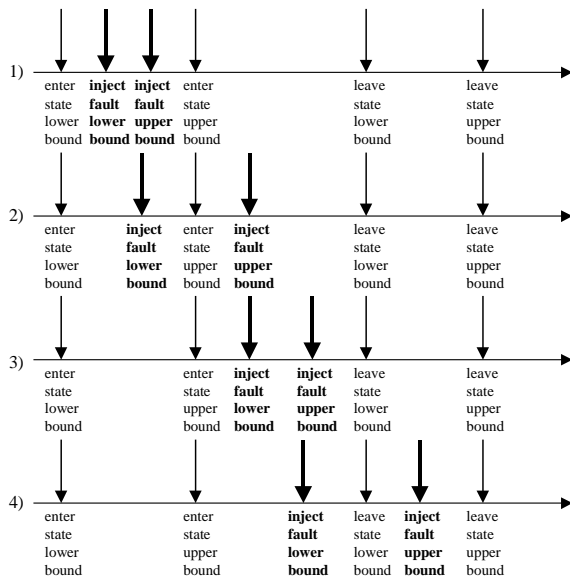 1)
enter inject inject enter leave leave
state fault fault state state state
lower lower upper upper lower upper
bound bound bound bound bound bound
2)
enter inject enter inject leave leave
state fault state fault state state
lower lower upper upper lower upper
bound bound bound bound bound bound
3)
enter enter inject inject leave leave
state state fault fault state state
lower upper lower upper lower upper
bound bound bound bound bound bound
4)
enter enter inject leave inject leave
state state fault state fault state
lower upper lower lower upper upper
bound bound bound bound bound bound